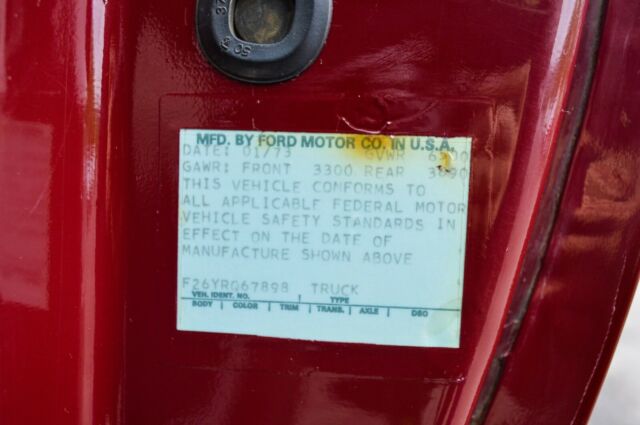 MFD. BY FORD MOTOR CO. IN U.S.A.
DATE: 01/73 GVWR
GAWR: FRONT 3300 REAR
THIS VEHICLE CONFORMS TO
ALL APPLICABLE FEDERAL MOTOR
VEHICLE SAFETY STANDARDS IN
EFFECT ON THE DATE OF
MANUFACTURE SHOWN ABOVE
F26YRQ67898 TRUCK
VEH. IDENT. NO. TYPE
BODY COLOR TRIM TRANS. AXLE DSO